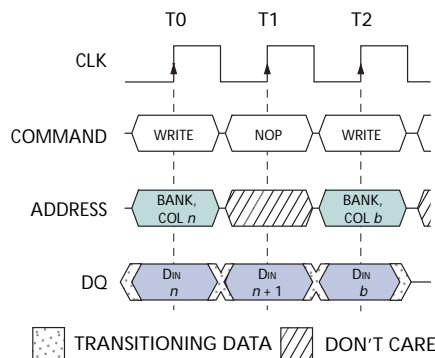 T0 T1 T2
CLK
COMMAND WRITE NOP WRITE
ADDRESS BANK, COL n BANK, COL b
DQ DIN n DIN n + 1 DIN b
TRANSITIONING DATA DON'T CARE